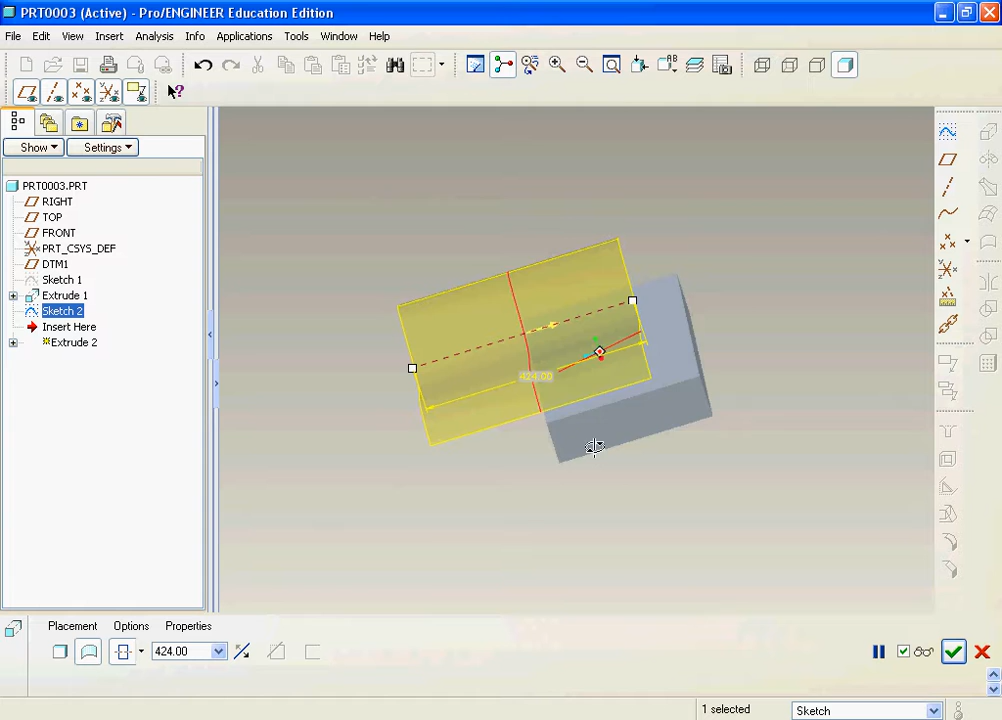 PRT0003 (Active) - Pro/ENGINEER Education Edition
File Edit View Insert Analysis Info Applications Tools Window Help
Show Settings
PRT0003.PRT
RIGHT
TOP
FRONT
PRT_CSYS_DEF
DTM1
Sketch 1
Extrude 1
Sketch 2
Insert Here
Extrude 2
424.00
Placement Options Properties
424.00
1 selected Sketch